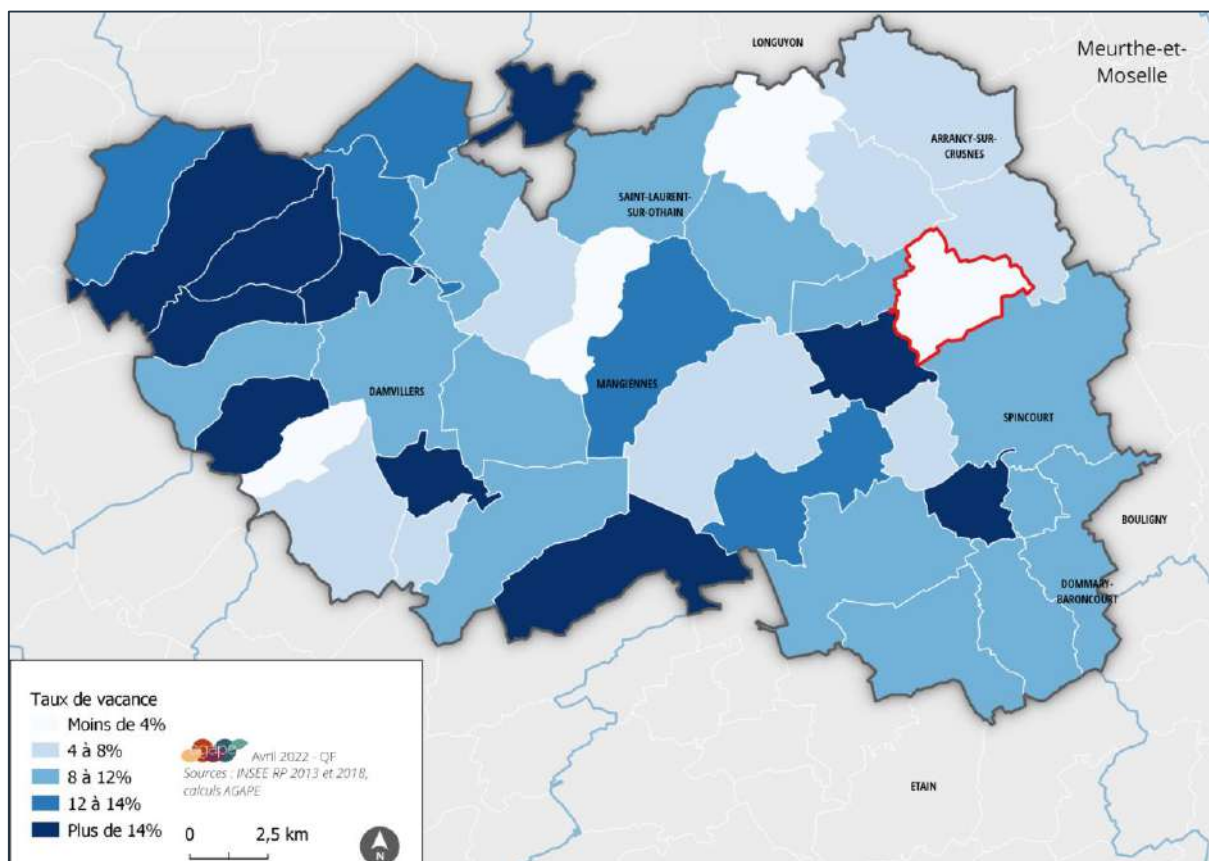 LONGUYON
Meurthe-et-
Moselle
ARRANCY-SUR-
CRUSNES
SAINT-LAURENT-
SUR-OTHAIN
MANGIENNES
DAMVILLERS
SPINCOURT
BOULIGNY
DOMMARY-
BARONCOURT
ETAIN
Taux de vacance
Moins de 4%
4 à 8%
8 à 12%
12 à 14%
Plus de 14%
agape
Avril 2022 - QF
Sources : INSEE RP 2013 et 2018,
calculs AGAPE
0 2,5 km
N